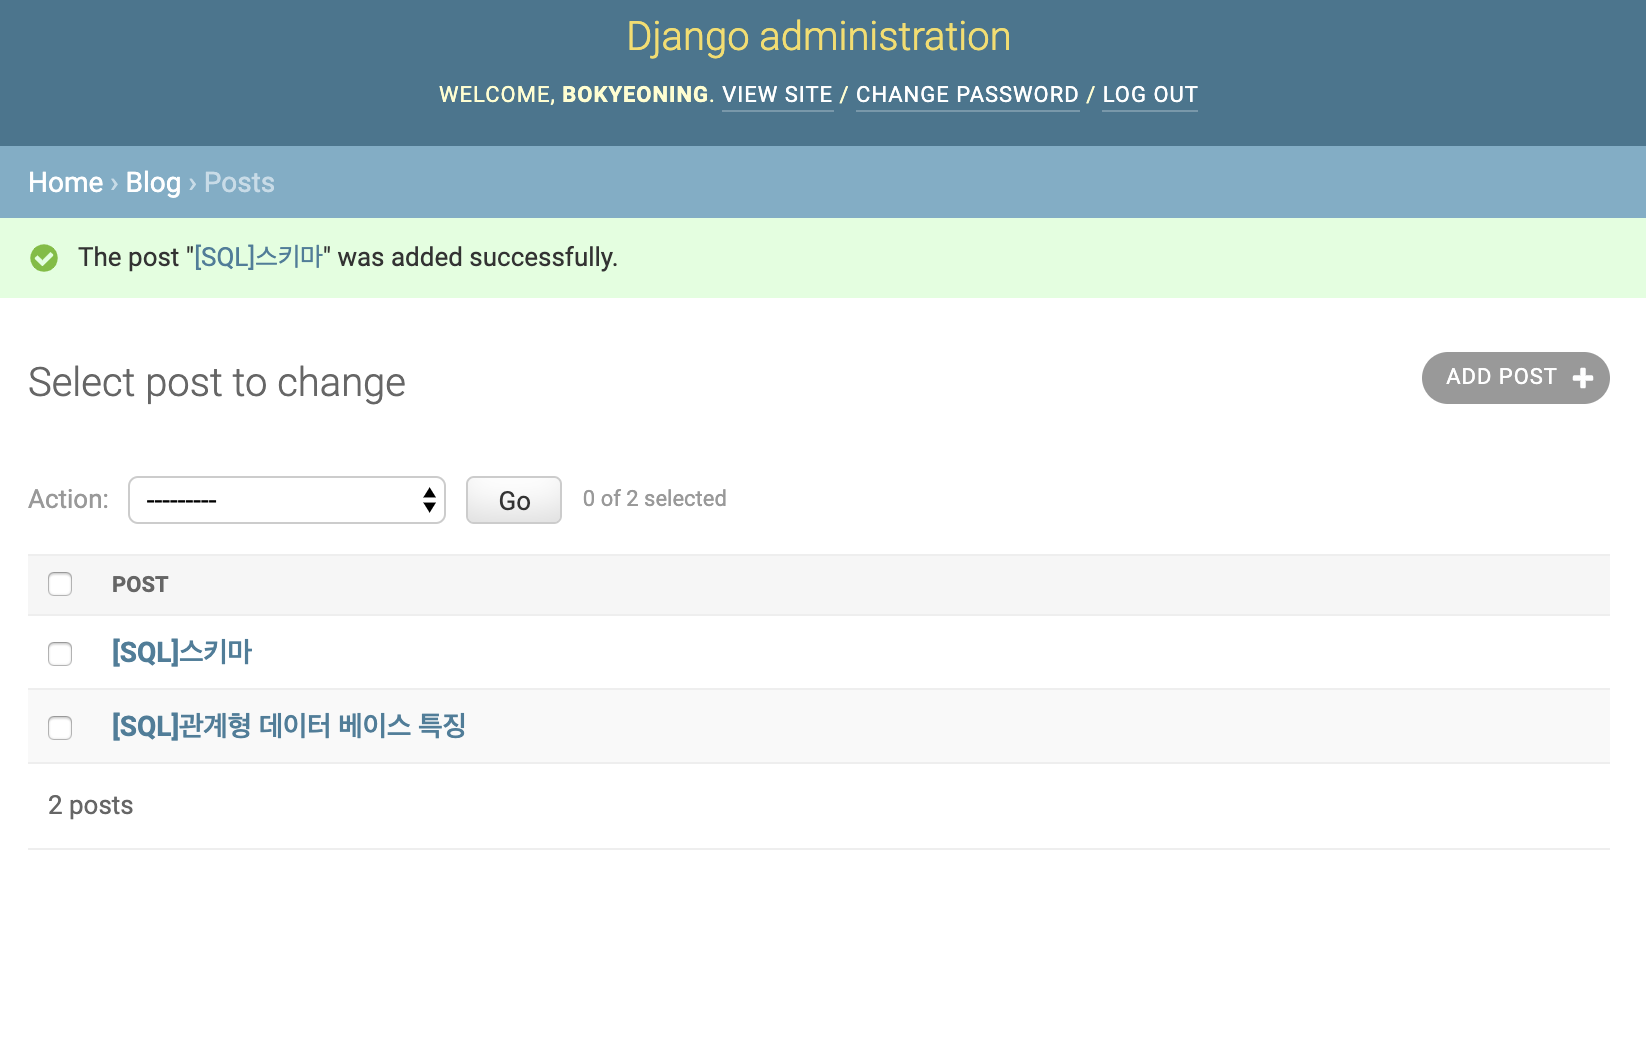 Django administration
WELCOME, BOKYEONING. VIEW SITE / CHANGE PASSWORD / LOG OUT
Home › Blog › Posts
The post "[SQL]스키마" was added successfully.
Select post to change
ADD POST
Action: --------- Go 0 of 2 selected
POST
[SQL]스키마
[SQL]관계형 데이터 베이스 특징
2 posts